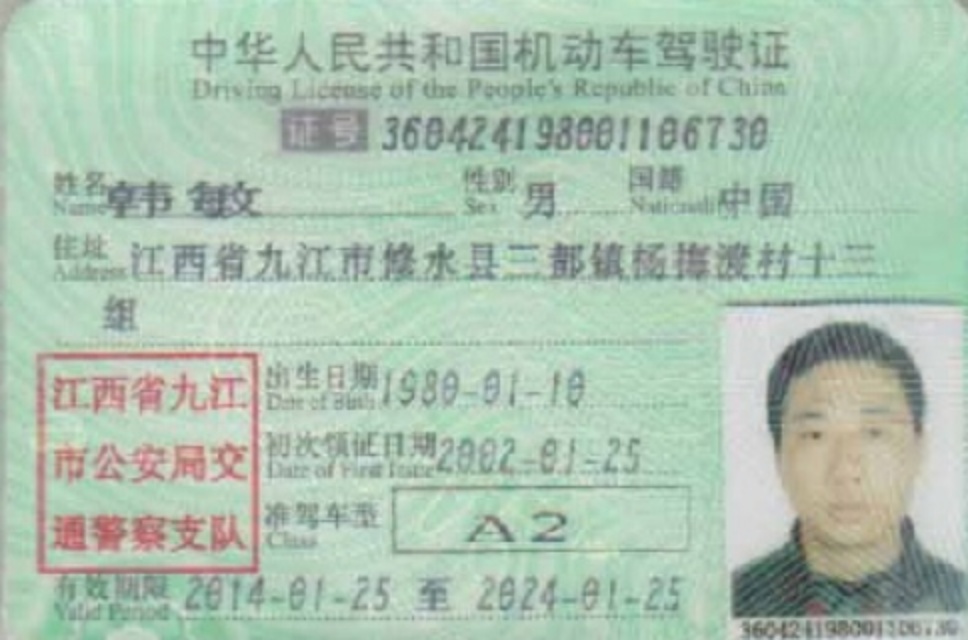 中华人民共和国机动车驾驶证
Driving License of the People's Republic of China
证号 360424198001106730
姓名 Name 韩敏文 性别 Sex 男 国籍 Nationality 中国
住址 Address 江西省九江市修水县三都镇杨梅渡村十三
组
江西省九江
市公安局交
通警察支队
出生日期 Date of Birth 1980-01-10
初次领证日期 Date of First Issue 2002-01-25
准驾车型 Class A2
有效期限 Valid Period 2014-01-25 至 2024-01-25
360424198001106730